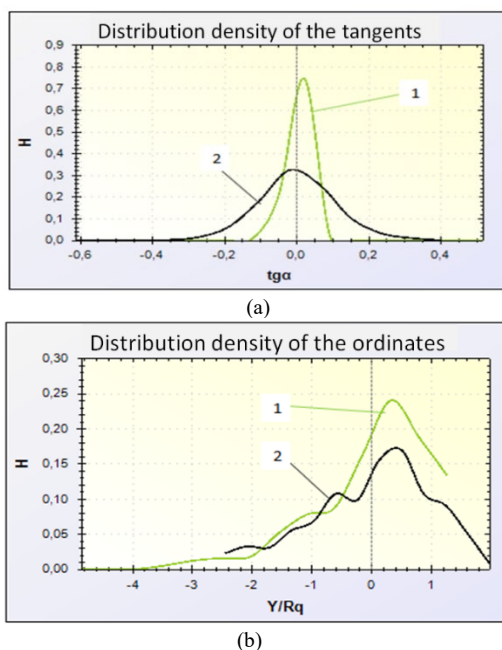 Distribution density of the tangents
0,9
0,8
0,7
0,6
0,5
0,4
0,3
0,2
0,1
0,0
H
1
2
-0,6 -0,4 -0,2 0,0 0,2 0,4
tgα
(a)
Distribution density of the ordinates
0,30
0,25
0,20
0,15
0,10
0,05
0,00
H
1
2
-4 -3 -2 -1 0 1
Y/Rq
(b)